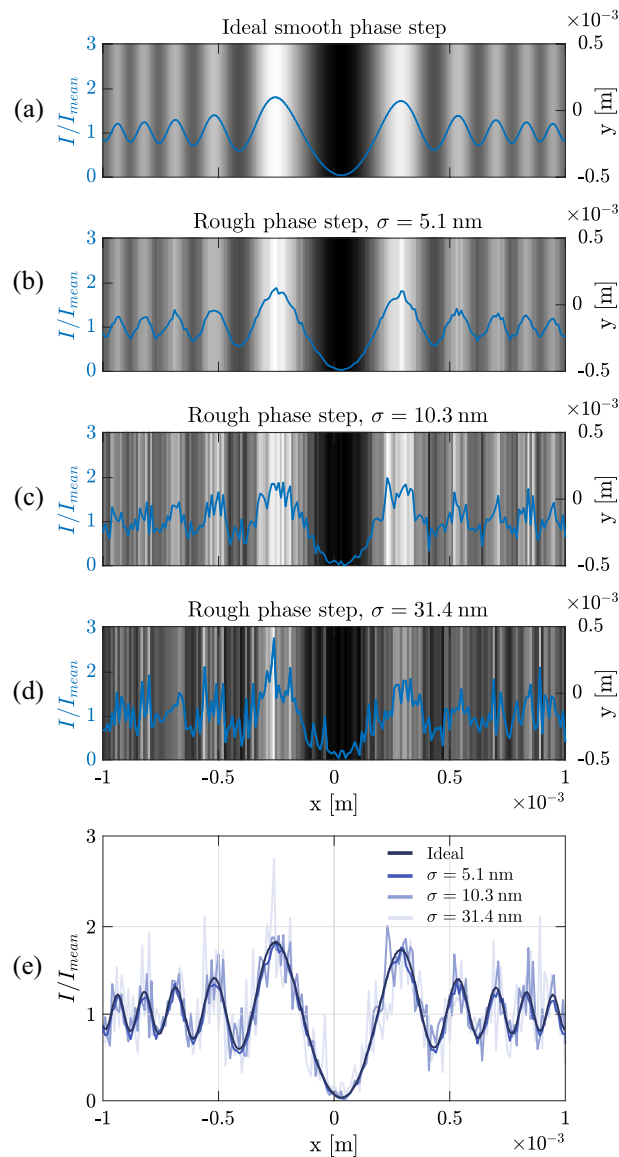 ×10⁻³
Ideal smooth phase step
3
2
1
0
I/I_mean
0.5
0
-0.5
y [m]
(a)
×10⁻³
Rough phase step, σ = 5.1 nm
3
2
1
0
I/I_mean
0.5
0
-0.5
y [m]
(b)
×10⁻³
Rough phase step, σ = 10.3 nm
3
2
1
0
I/I_mean
0.5
0
-0.5
y [m]
(c)
×10⁻³
Rough phase step, σ = 31.4 nm
3
2
1
0
I/I_mean
0.5
0
-0.5
y [m]
(d)
-1 -0.5 0 0.5 1
x [m]
×10⁻³
3
2
1
0
I/I_mean
Ideal
σ = 5.1 nm
σ = 10.3 nm
σ = 31.4 nm
(e)
-1 -0.5 0 0.5 1
x [m]
×10⁻³